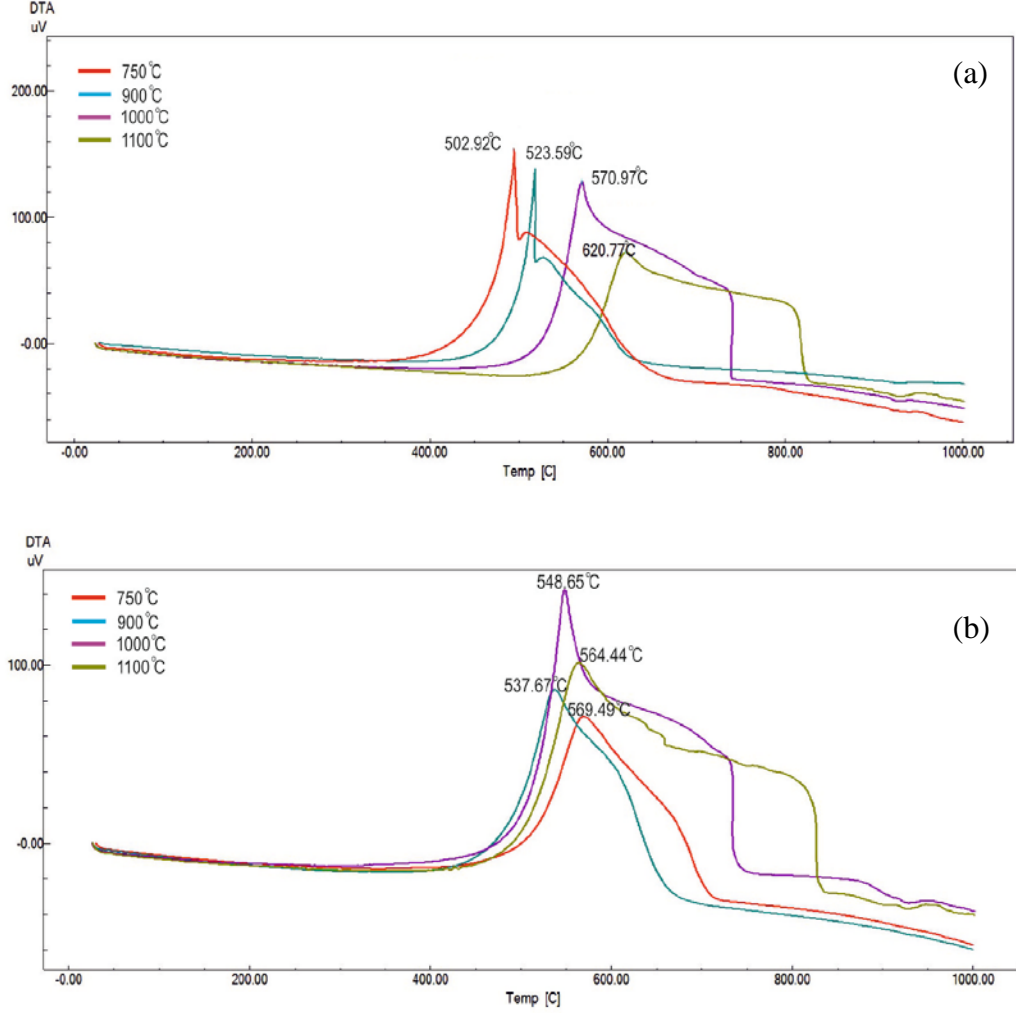 DTA
uV
(a)
750°C
900°C
1000°C
1100°C
200.00
100.00
-0.00
502.92°C
523.59°C
570.97°C
620.77°C
-0.00
200.00
400.00
600.00
800.00
1000.00
Temp [C]
DTA
uV
(b)
750°C
900°C
1000°C
1100°C
100.00
-0.00
548.65°C
564.44°C
537.67°C
569.49°C
-0.00
200.00
400.00
600.00
800.00
1000.00
Temp [C]